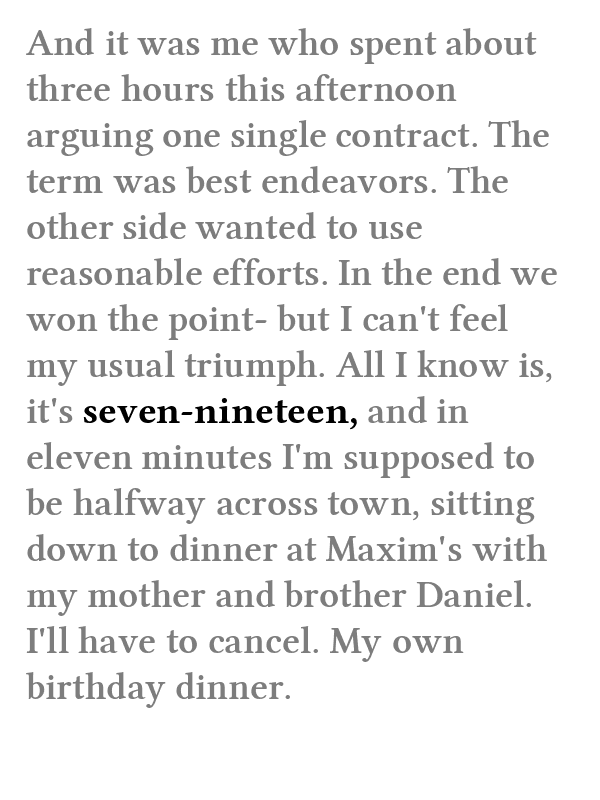 And it was me who spent about
three hours this afternoon
arguing one single contract. The
term was best endeavors. The
other side wanted to use
reasonable efforts. In the end we
won the point- but I can't feel
my usual triumph. All I know is,
it's seven-nineteen, and in
eleven minutes I'm supposed to
be halfway across town, sitting
down to dinner at Maxim's with
my mother and brother Daniel.
I'll have to cancel. My own
birthday dinner.